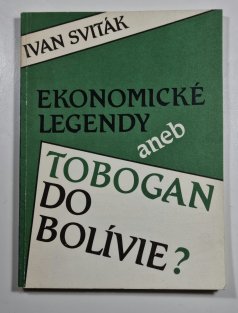 IVAN SVITÁK
EKONOMICKÉ
LEGENDY
aneb
TOBOGAN
DO
BOLÍVIE?